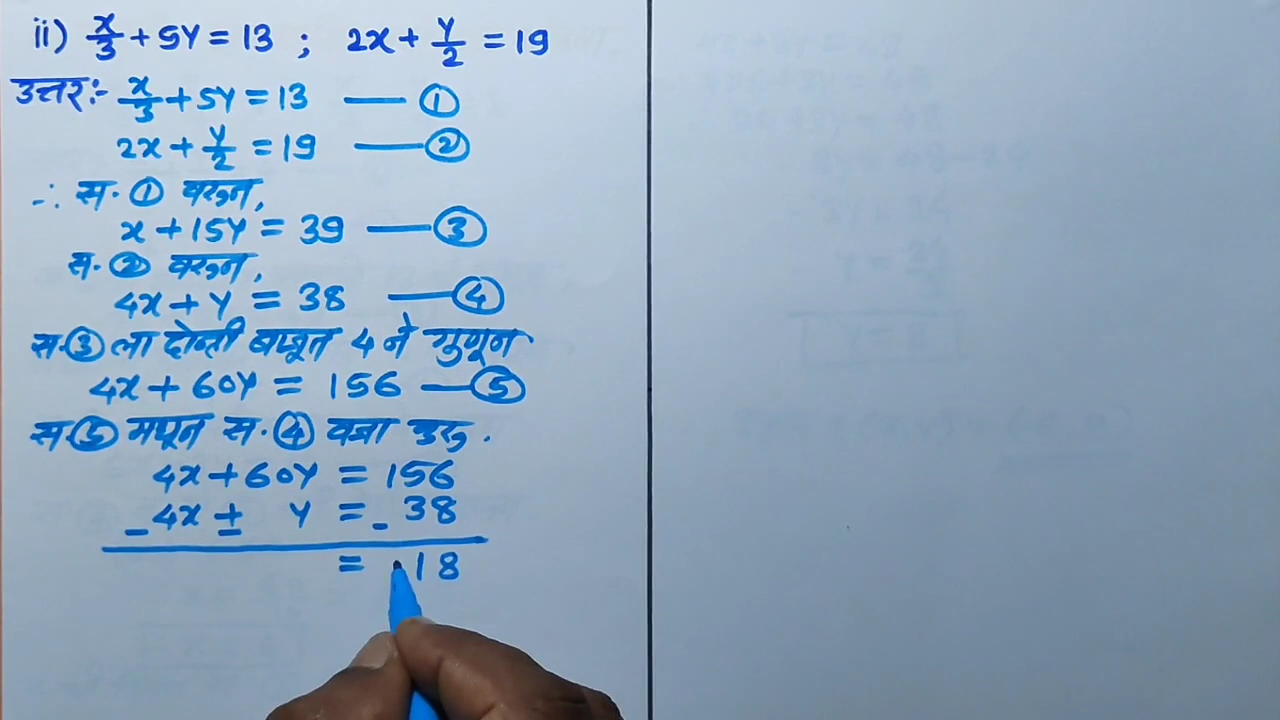 ii) x/3 + 5y = 13 ; 2x + y/2 = 19
उत्तर:- x/3 + 5y = 13 — ①
2x + y/2 = 19 — ②
∴ स. ① वरून,
x + 15y = 39 — ③
स. ② वरून,
4x + y = 38 — ④
स. ③ ला दोन्ही बाजूत 4 ने गुणून
4x + 60y = 156 — ⑤
स. ⑤ मधून स. ④ वजा करू.
4x + 60y = 156
_ 4x ± y = _ 38
= 18